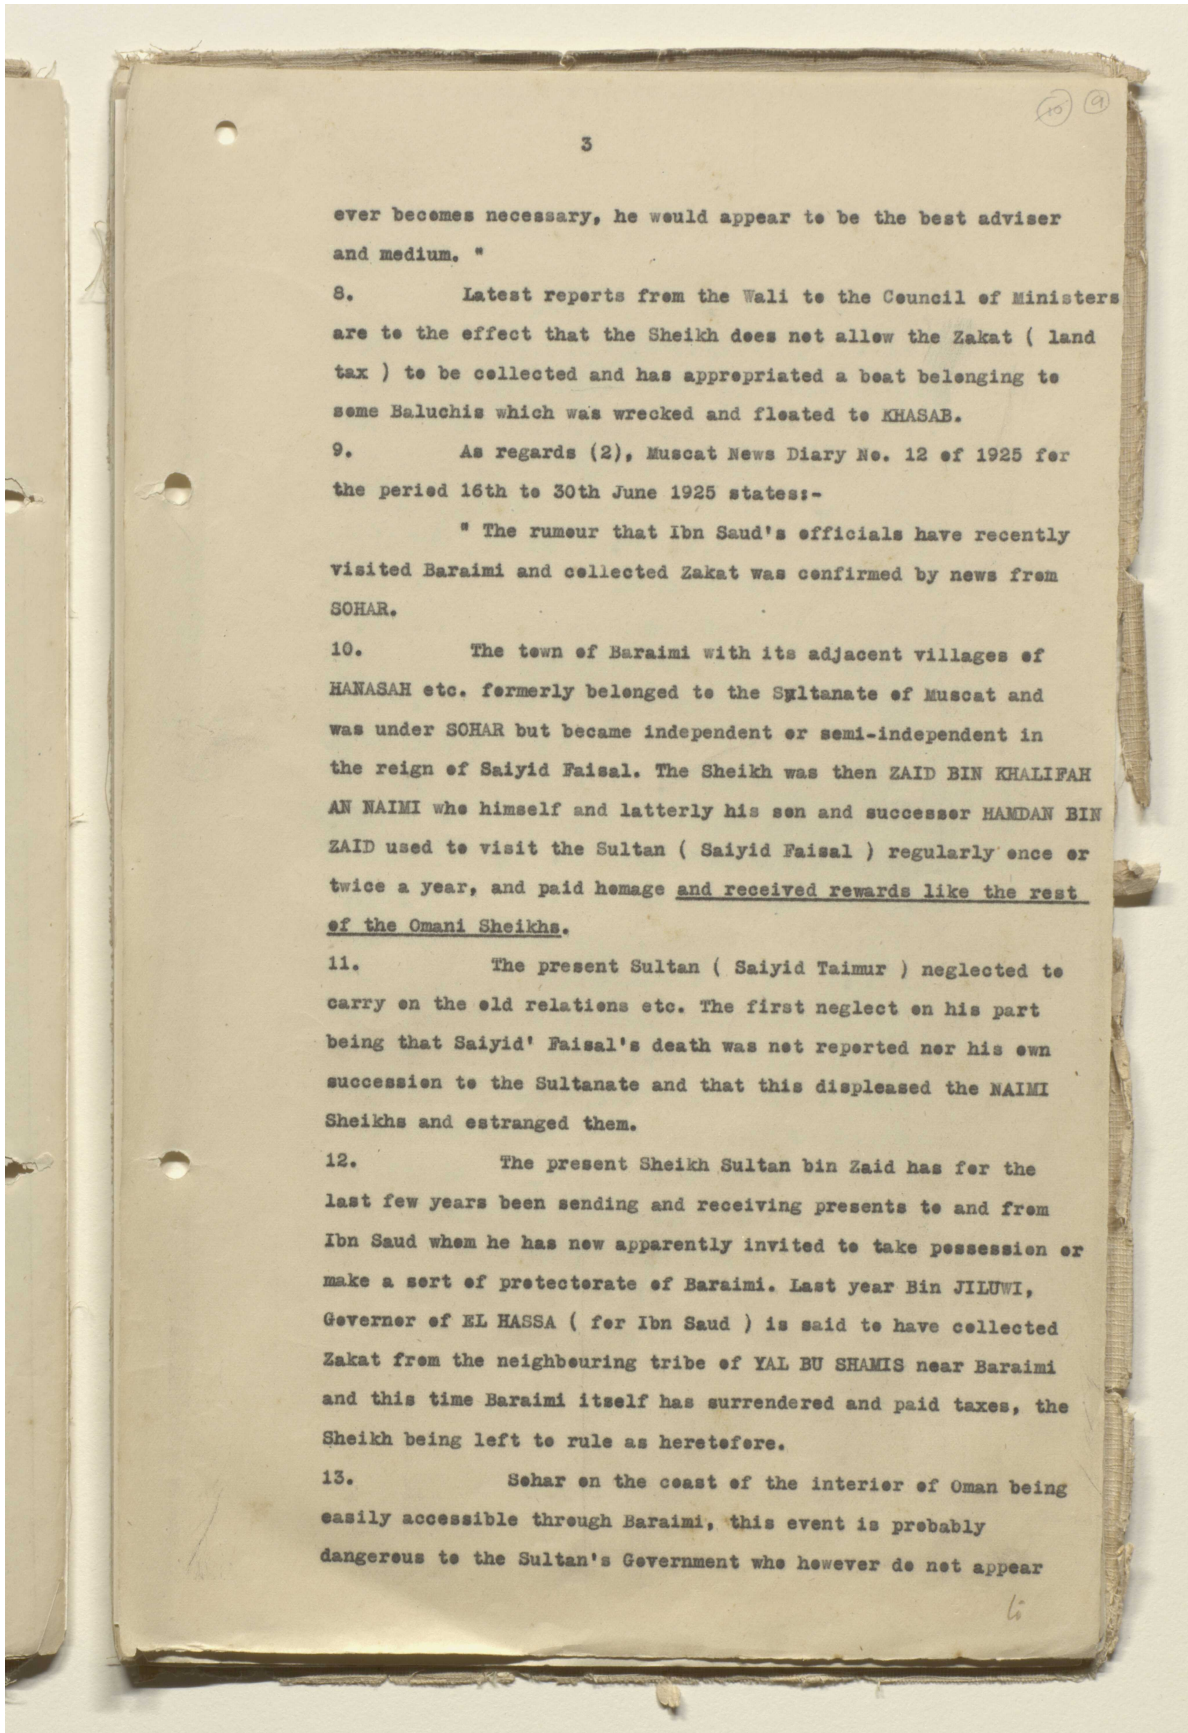 10 9
3
ever becomes necessary, he would appear to be the best adviser
and medium. "
8. Latest reports from the Wali to the Council of Ministers
are to the effect that the Sheikh does not allow the Zakat ( land
tax ) to be collected and has appropriated a boat belonging to
some Baluchis which was wrecked and floated to KHASAB.
9. As regards (2), Muscat News Diary No. 12 of 1925 for
the period 16th to 30th June 1925 states:-
" The rumour that Ibn Saud's officials have recently
visited Baraimi and collected Zakat was confirmed by news from
SOHAR.
10. The town of Baraimi with its adjacent villages of
HANASAH etc. formerly belonged to the Sultanate of Muscat and
was under SOHAR but became independent or semi-independent in
the reign of Saiyid Faisal. The Sheikh was then ZAID BIN KHALIFAH
AN NAIMI who himself and latterly his son and successor HAMDAN BIN
ZAID used to visit the Sultan ( Saiyid Faisal ) regularly once or
twice a year, and paid homage and received rewards like the rest
of the Omani Sheikhs.
11. The present Sultan ( Saiyid Taimur ) neglected to
carry on the old relations etc. The first neglect on his part
being that Saiyid' Faisal's death was not reported nor his own
succession to the Sultanate and that this displeased the NAIMI
Sheikhs and estranged them.
12. The present Sheikh Sultan bin Zaid has for the
last few years been sending and receiving presents to and from
Ibn Saud whom he has now apparently invited to take possession or
make a sort of protectorate of Baraimi. Last year Bin JILUWI,
Governor of EL HASSA ( for Ibn Saud ) is said to have collected
Zakat from the neighbouring tribe of YAL BU SHAMIS near Baraimi
and this time Baraimi itself has surrendered and paid taxes, the
Sheikh being left to rule as heretofore.
13. Sohar on the coast of the interior of Oman being
easily accessible through Baraimi, this event is probably
dangerous to the Sultan's Government who however do not appear
to